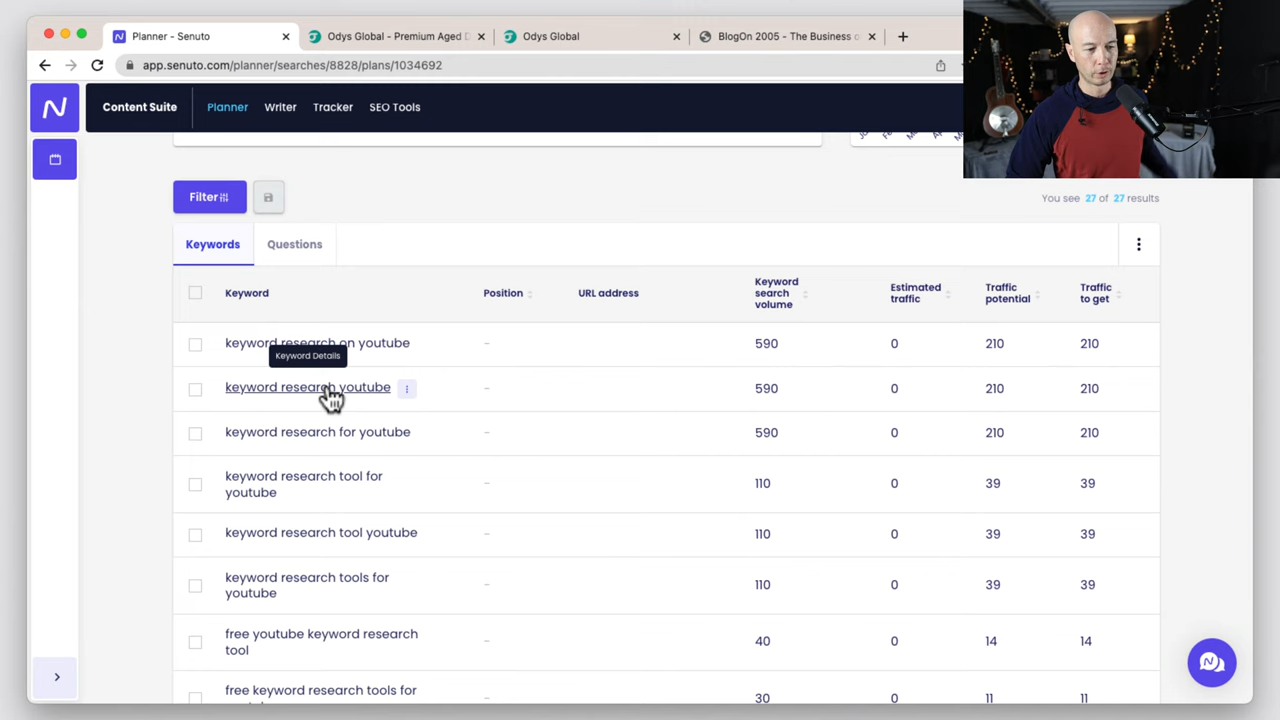 Planner - Senuto
Odys Global - Premium Aged D
Odys Global
BlogOn 2005 - The Business o
app.senuto.com/planner/searches/8828/plans/1034692
Content Suite
Planner
Writer
Tracker
SEO Tools
Filter
You see 27 of 27 results
Keywords
Questions
Keyword
Position
URL address
Keyword search volume
Estimated traffic
Traffic potential
Traffic to get
keyword research on youtube
-
590
0
210
210
Keyword Details
keyword research youtube
-
590
0
210
210
keyword research for youtube
-
590
0
210
210
keyword research tool for
youtube
-
110
0
39
39
keyword research tool youtube
-
110
0
39
39
keyword research tools for
youtube
-
110
0
39
39
free youtube keyword research
tool
-
40
0
14
14
free keyword research tools for
-
30
0
11
11